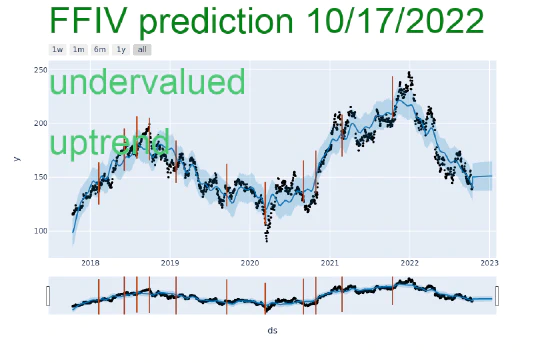 FFIV prediction 10/17/2022
1w 1m 6m 1y all
undervalued
uptrend
250
200
150
100
y
2018 2019 2020 2021 2022 2023
ds